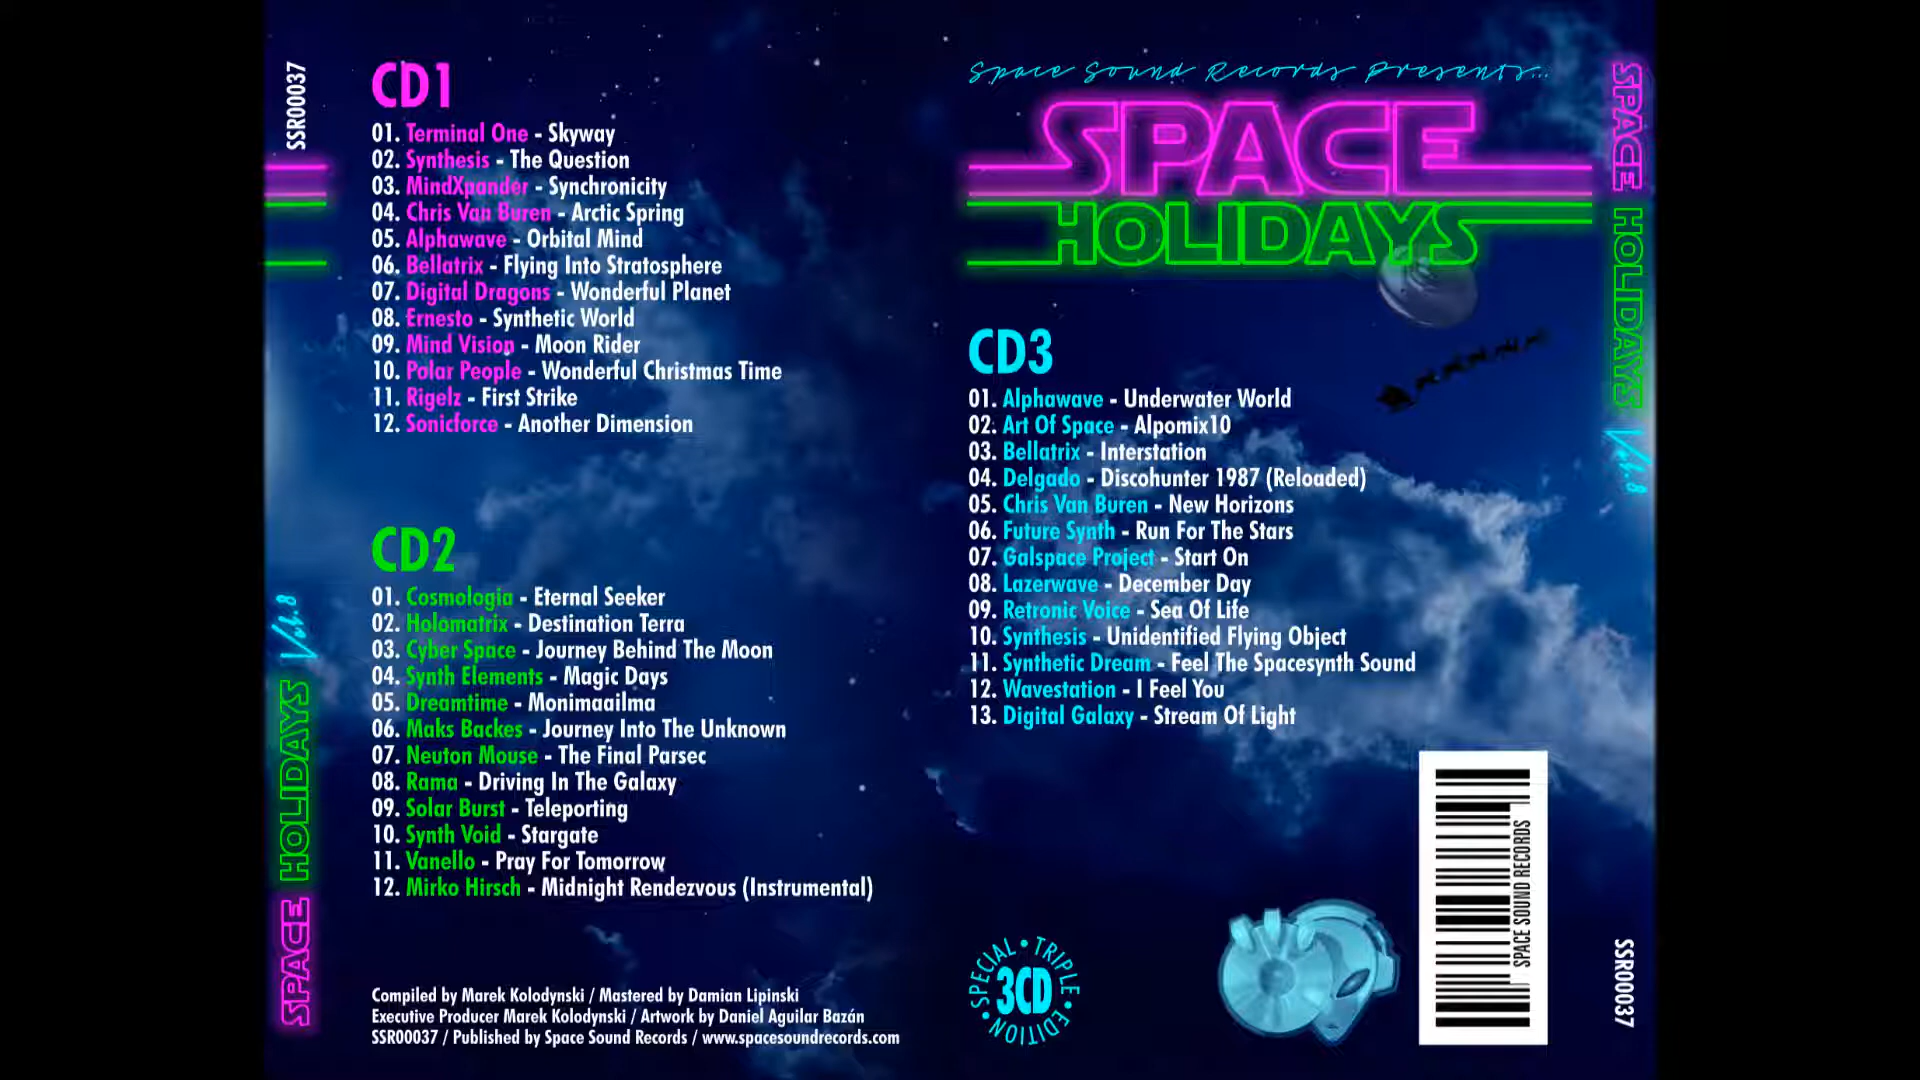 SSR00037
SPACE HOLIDAYS Vol. 8
CD1
01. Terminal One - Skyway
02. Synthesis - The Question
03. MindXpander - Synchronicity
04. Chris Van Buren - Arctic Spring
05. Alphawave - Orbital Mind
06. Bellatrix - Flying Into Stratosphere
07. Digital Dragons - Wonderful Planet
08. Ernesto - Synthetic World
09. Mind Vision - Moon Rider
10. Polar People - Wonderful Christmas Time
11. Rigelz - First Strike
12. Sonicforce - Another Dimension
CD2
01. Cosmologia - Eternal Seeker
02. Holomatrix - Destination Terra
03. Cyber Space - Journey Behind The Moon
04. Synth Elements - Magic Days
05. Dreamtime - Monimaailma
06. Maks Backes - Journey Into The Unknown
07. Neuton Mouse - The Final Parsec
08. Rama - Driving In The Galaxy
09. Solar Burst - Teleporting
10. Synth Void - Stargate
11. Vanello - Pray For Tomorrow
12. Mirko Hirsch - Midnight Rendezvous (Instrumental)
Compiled by Marek Kolodynski / Mastered by Damian Lipinski
Executive Producer Marek Kolodynski / Artwork by Daniel Aguilar Bazán
SSR00037 / Published by Space Sound Records / www.spacesoundrecords.com
Space Sound Records Presents...
SPACE
HOLIDAYS
CD3
01. Alphawave - Underwater World
02. Art Of Space - Alpomix10
03. Bellatrix - Interstation
04. Delgado - Discohunter 1987 (Reloaded)
05. Chris Van Buren - New Horizons
06. Future Synth - Run For The Stars
07. Galspace Project - Start On
08. Lazerwave - December Day
09. Retronic Voice - Sea Of Life
10. Synthesis - Unidentified Flying Object
11. Synthetic Dream - Feel The Spacesynth Sound
12. Wavestation - I Feel You
13. Digital Galaxy - Stream Of Light
SPECIAL • TRIPLE • EDITION •
3CD
SPACE SOUND RECORDS
SPACE HOLIDAYS Vol. 8
SSR00037